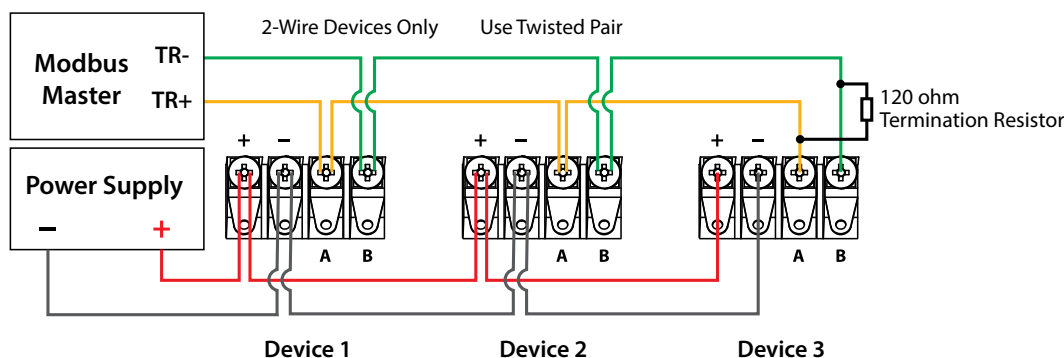 2-Wire Devices Only
Use Twisted Pair
Modbus
Master
TR-
TR+
120 ohm
Termination Resistor
Power Supply
− +
+ −
A B
+ −
A B
+ −
A B
Device 1
Device 2
Device 3